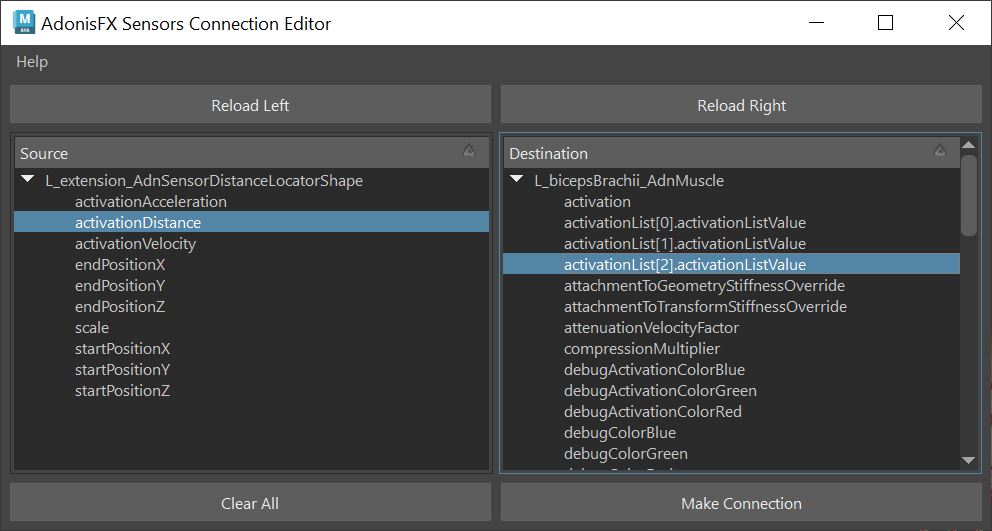 AdonisFX Sensors Connection Editor
Help
Reload Left
Reload Right
Source
L_extension_AdnSensorDistanceLocatorShape
activationAcceleration
activationDistance
activationVelocity
endPositionX
endPositionY
endPositionZ
scale
startPositionX
startPositionY
startPositionZ
Destination
L_bicepsBrachii_AdnMuscle
activation
activationList[0].activationListValue
activationList[1].activationListValue
activationList[2].activationListValue
attachmentToGeometryStiffnessOverride
attachmentToTransformStiffnessOverride
attenuationVelocityFactor
compressionMultiplier
debugActivationColorBlue
debugActivationColorGreen
debugActivationColorRed
debugColorBlue
debugColorGreen
Clear All
Make Connection